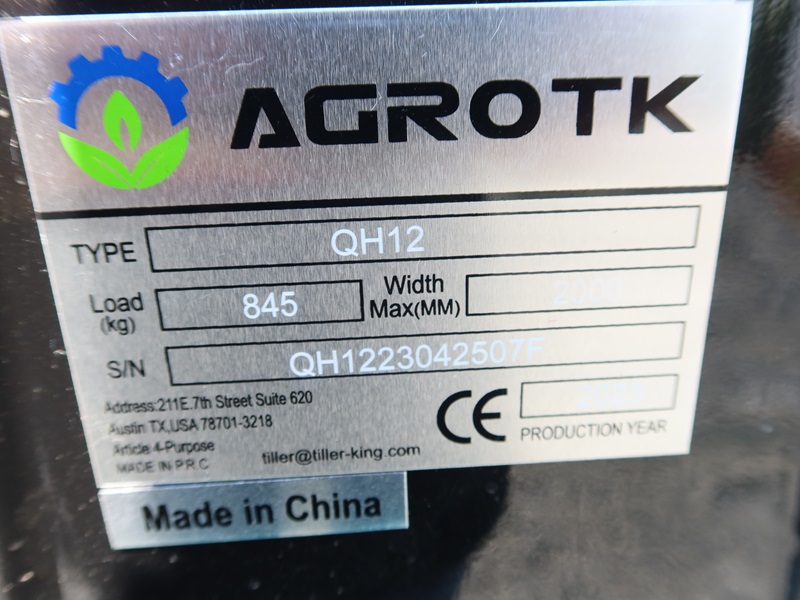 AGROTK
TYPE QH12
Load (kg) 845 Width Max(MM)
S/N QH1223042507F
Address:211E.7th Street Suite 620
Austin TX,USA 78701-3218
Article 4-Purpose
MADE IN P.R.C
tiller@tiller-king.com
CE
PRODUCTION YEAR
Made in China